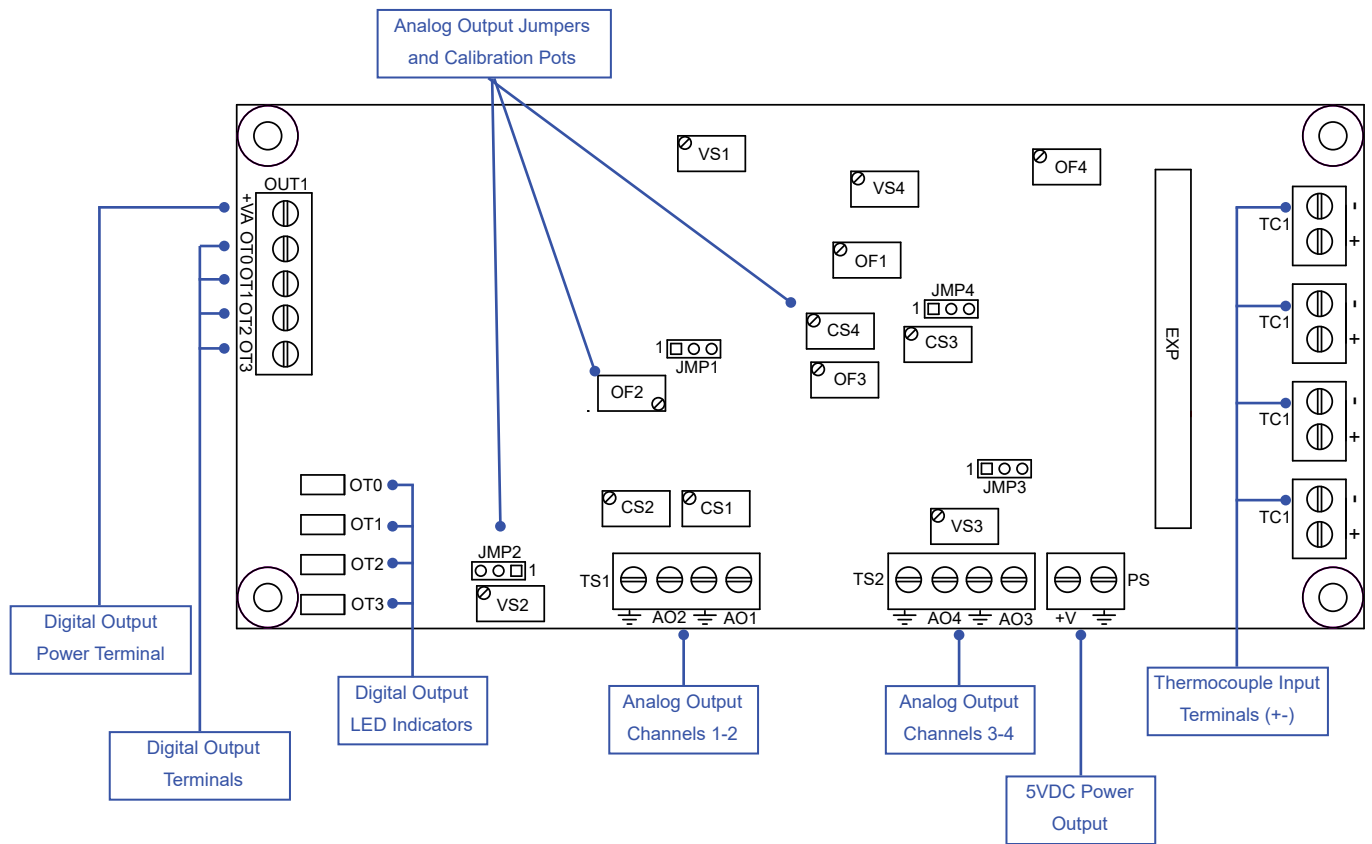 Analog Output Jumpers
and Calibration Pots
VS1
OF4
VS4
OUT1
+VA
OT0
OT1
OT2
OT3
TC1
-
+
OF1
JMP4
1
CS4
CS3
TC1
-
+
EXP
1
JMP1
OF3
OF2
TC1
-
+
1
JMP3
OT0
OT1
OT2
OT3
CS2
CS1
VS3
TC1
-
+
JMP2
1
VS2
TS1
AO2
AO1
TS2
AO4
AO3
PS
+V
Digital Output
Power Terminal
Digital Output
LED Indicators
Analog Output
Channels 1-2
Analog Output
Channels 3-4
Thermocouple Input
Terminals (+-)
Digital Output
Terminals
5VDC Power
Output